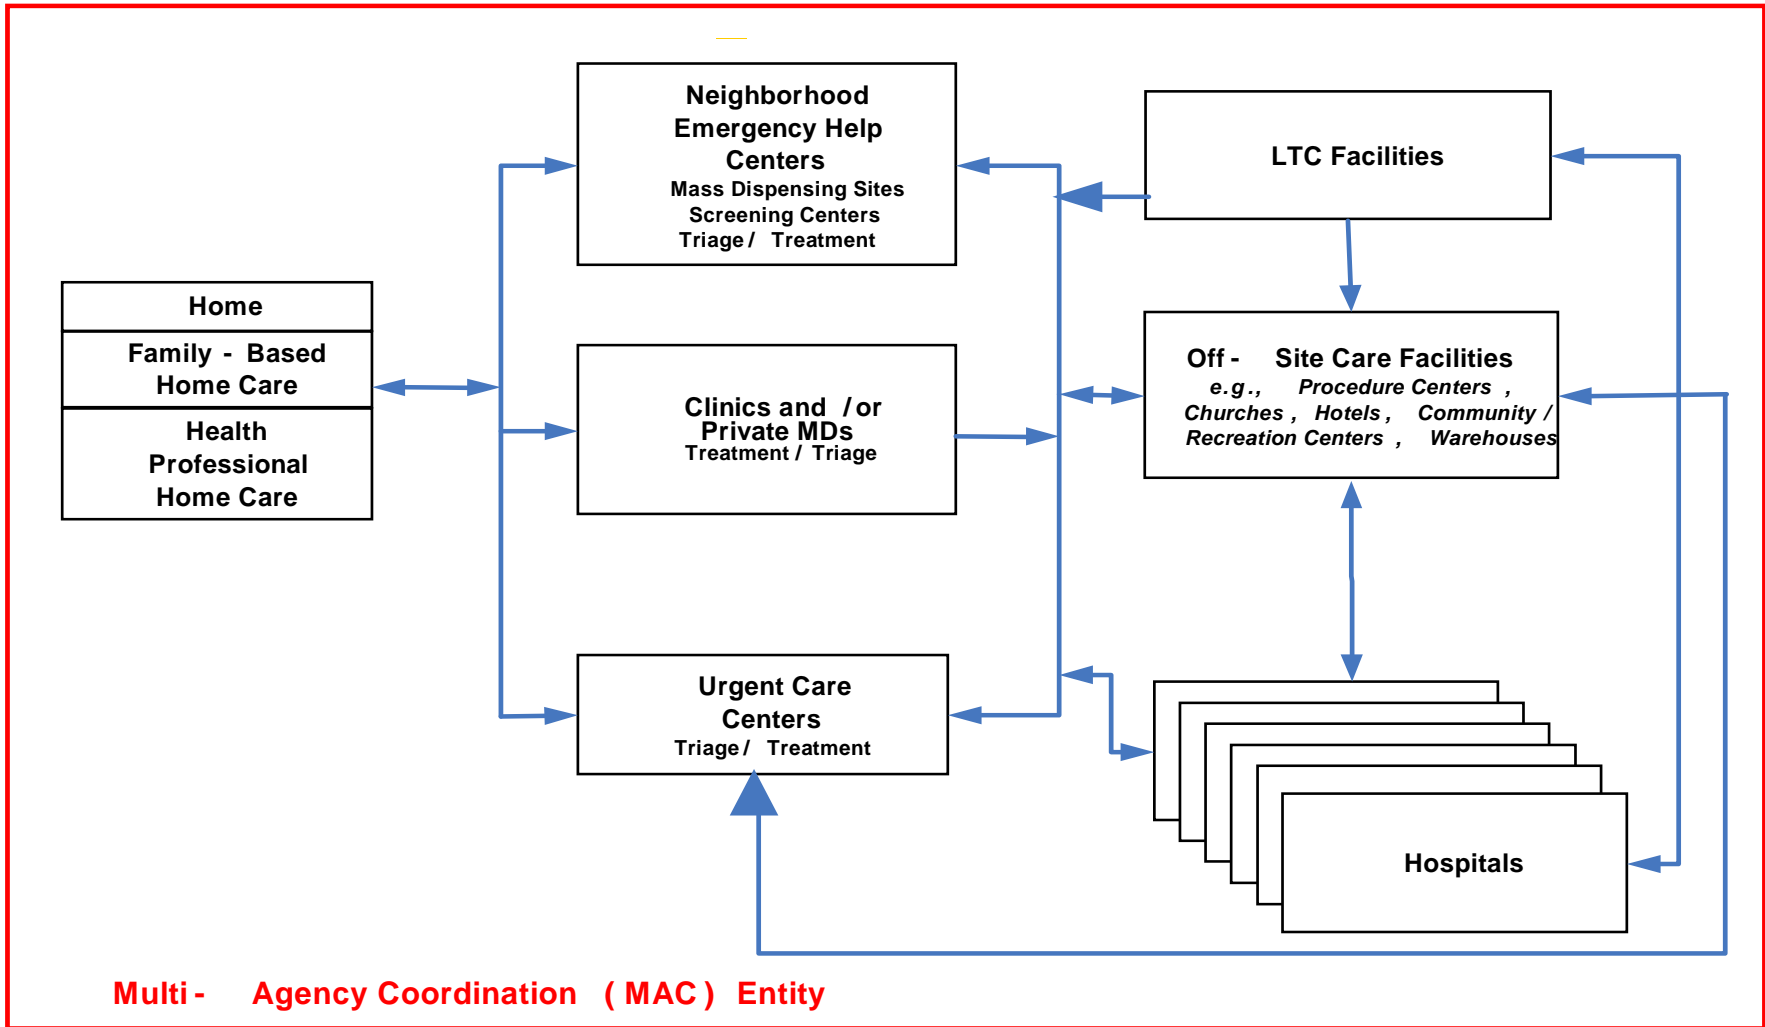 Neighborhood
Emergency Help
Centers
Mass Dispensing Sites
Screening Centers
Triage / Treatment
LTC Facilities
Home
Family - Based
Home Care
Health
Professional
Home Care
Clinics and / or
Private MDs
Treatment / Triage
Off - Site Care Facilities
e.g., Procedure Centers ,
Churches , Hotels , Community /
Recreation Centers , Warehouses
Urgent Care
Centers
Triage / Treatment
Hospitals
Multi - Agency Coordination ( MAC ) Entity